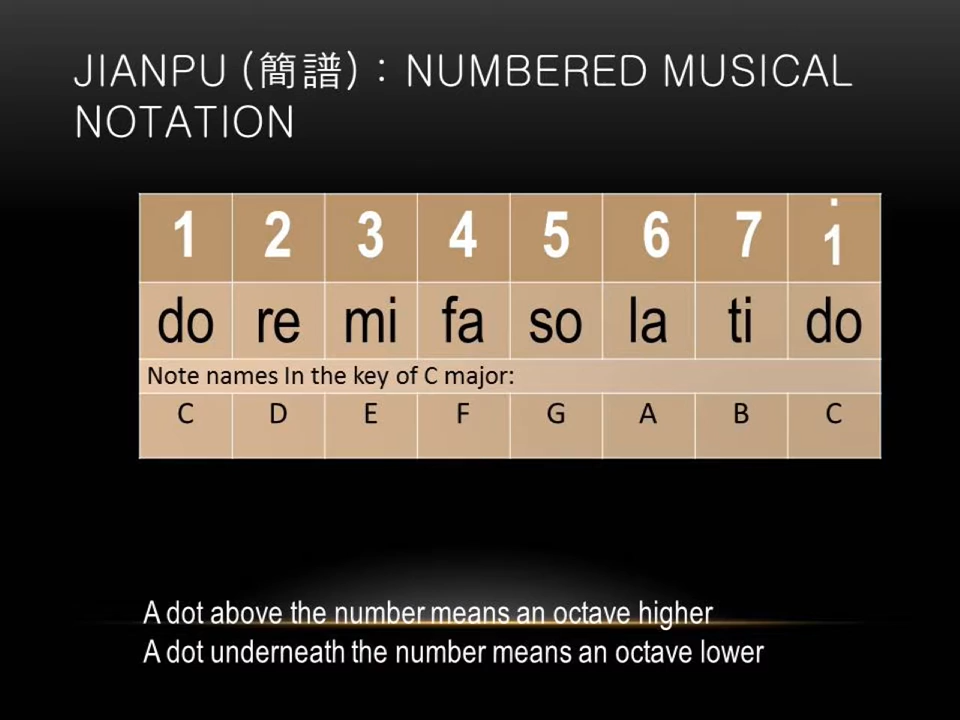 JIANPU (簡譜) : NUMBERED MUSICAL
NOTATION
1 2 3 4 5 6 7 1̇
do re mi fa so la ti do
Note names In the key of C major:
C D E F G A B C
A dot above the number means an octave higher
A dot underneath the number means an octave lower